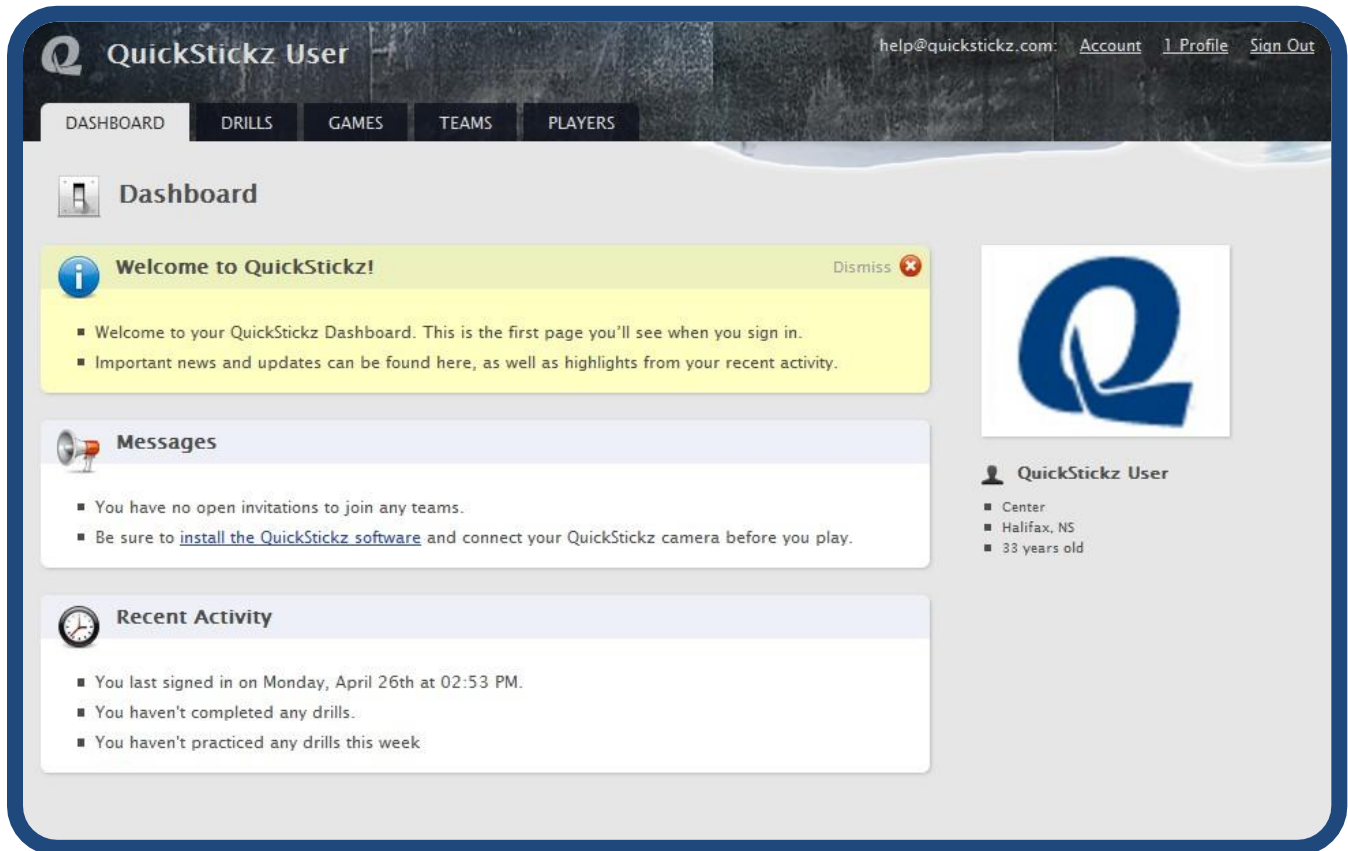 QuickStickz User
help@quickstickz.com: Account 1 Profile Sign Out
DASHBOARD DRILLS GAMES TEAMS PLAYERS
Dashboard
Welcome to QuickStickz!
Dismiss
Welcome to your QuickStickz Dashboard. This is the first page you'll see when you sign in.
Important news and updates can be found here, as well as highlights from your recent activity.
Messages
You have no open invitations to join any teams.
Be sure to install the QuickStickz software and connect your QuickStickz camera before you play.
Recent Activity
You last signed in on Monday, April 26th at 02:53 PM.
You haven't completed any drills.
You haven't practiced any drills this week
QuickStickz User
Center
Halifax, NS
33 years old